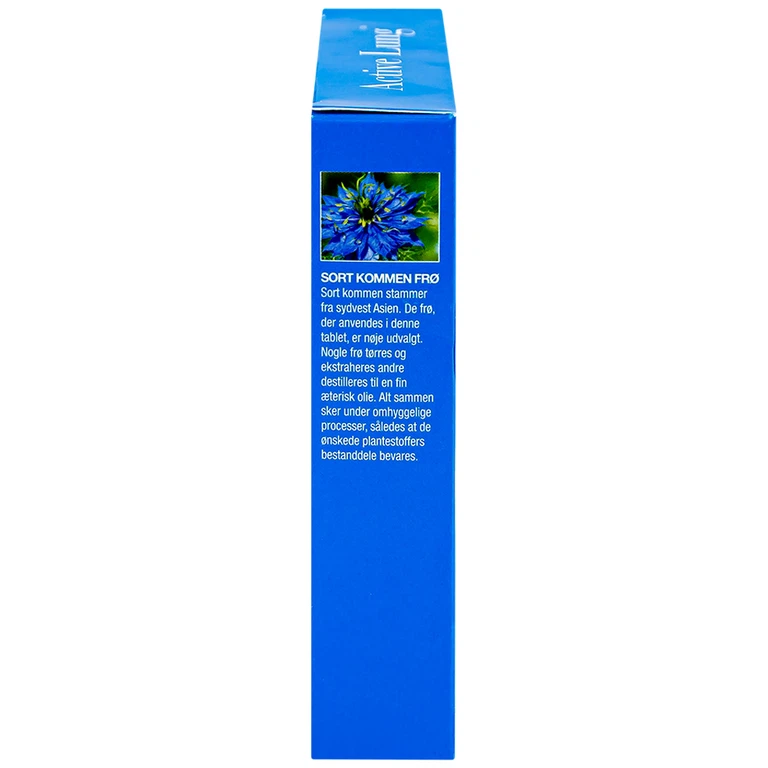 Active Lung
SORT KOMMEN FRØ
Sort kommen stammer
fra sydvest Asien. De frø,
der anvendes i denne
tablet, er nøje udvalgt.
Nogle frø tørres og
ekstraheres andre
destilleres til en fin
æterisk olie. Alt sammen
sker under omhyggelige
processer, således at de
ønskede plantestoffers
bestanddele bevares.